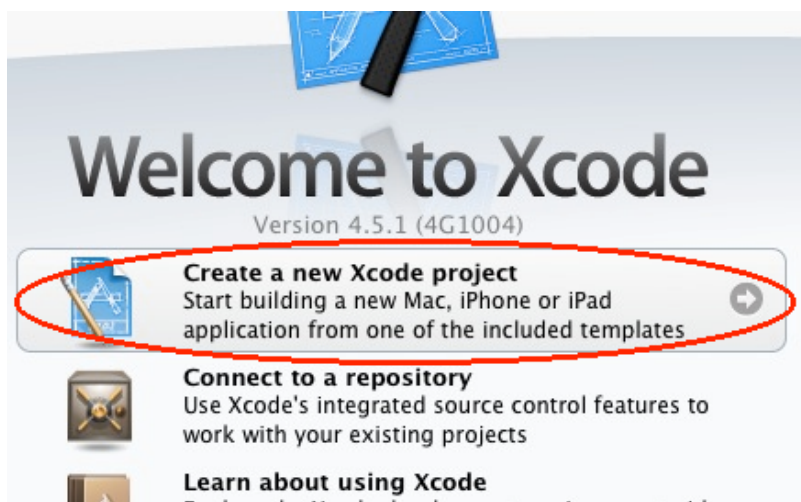 Welcome to Xcode
Version 4.5.1 (4G1004)
Create a new Xcode project
Start building a new Mac, iPhone or iPad
application from one of the included templates
Connect to a repository
Use Xcode's integrated source control features to
work with your existing projects
Learn about using Xcode